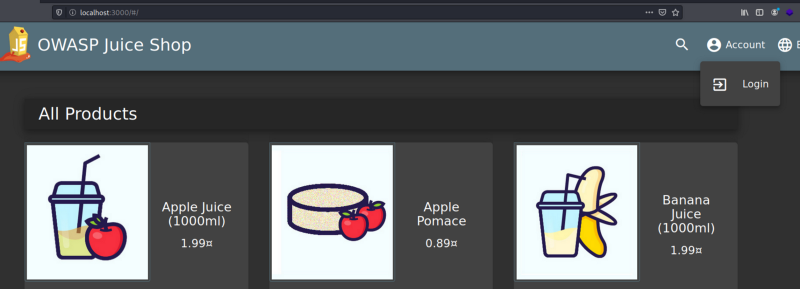 localhost:3000/#/
JS
OWASP Juice Shop
Account
E
Login
All Products
Apple Juice
(1000ml)
1.99¤
Apple
Pomace
0.89¤
Banana
Juice
(1000ml)
1.99¤